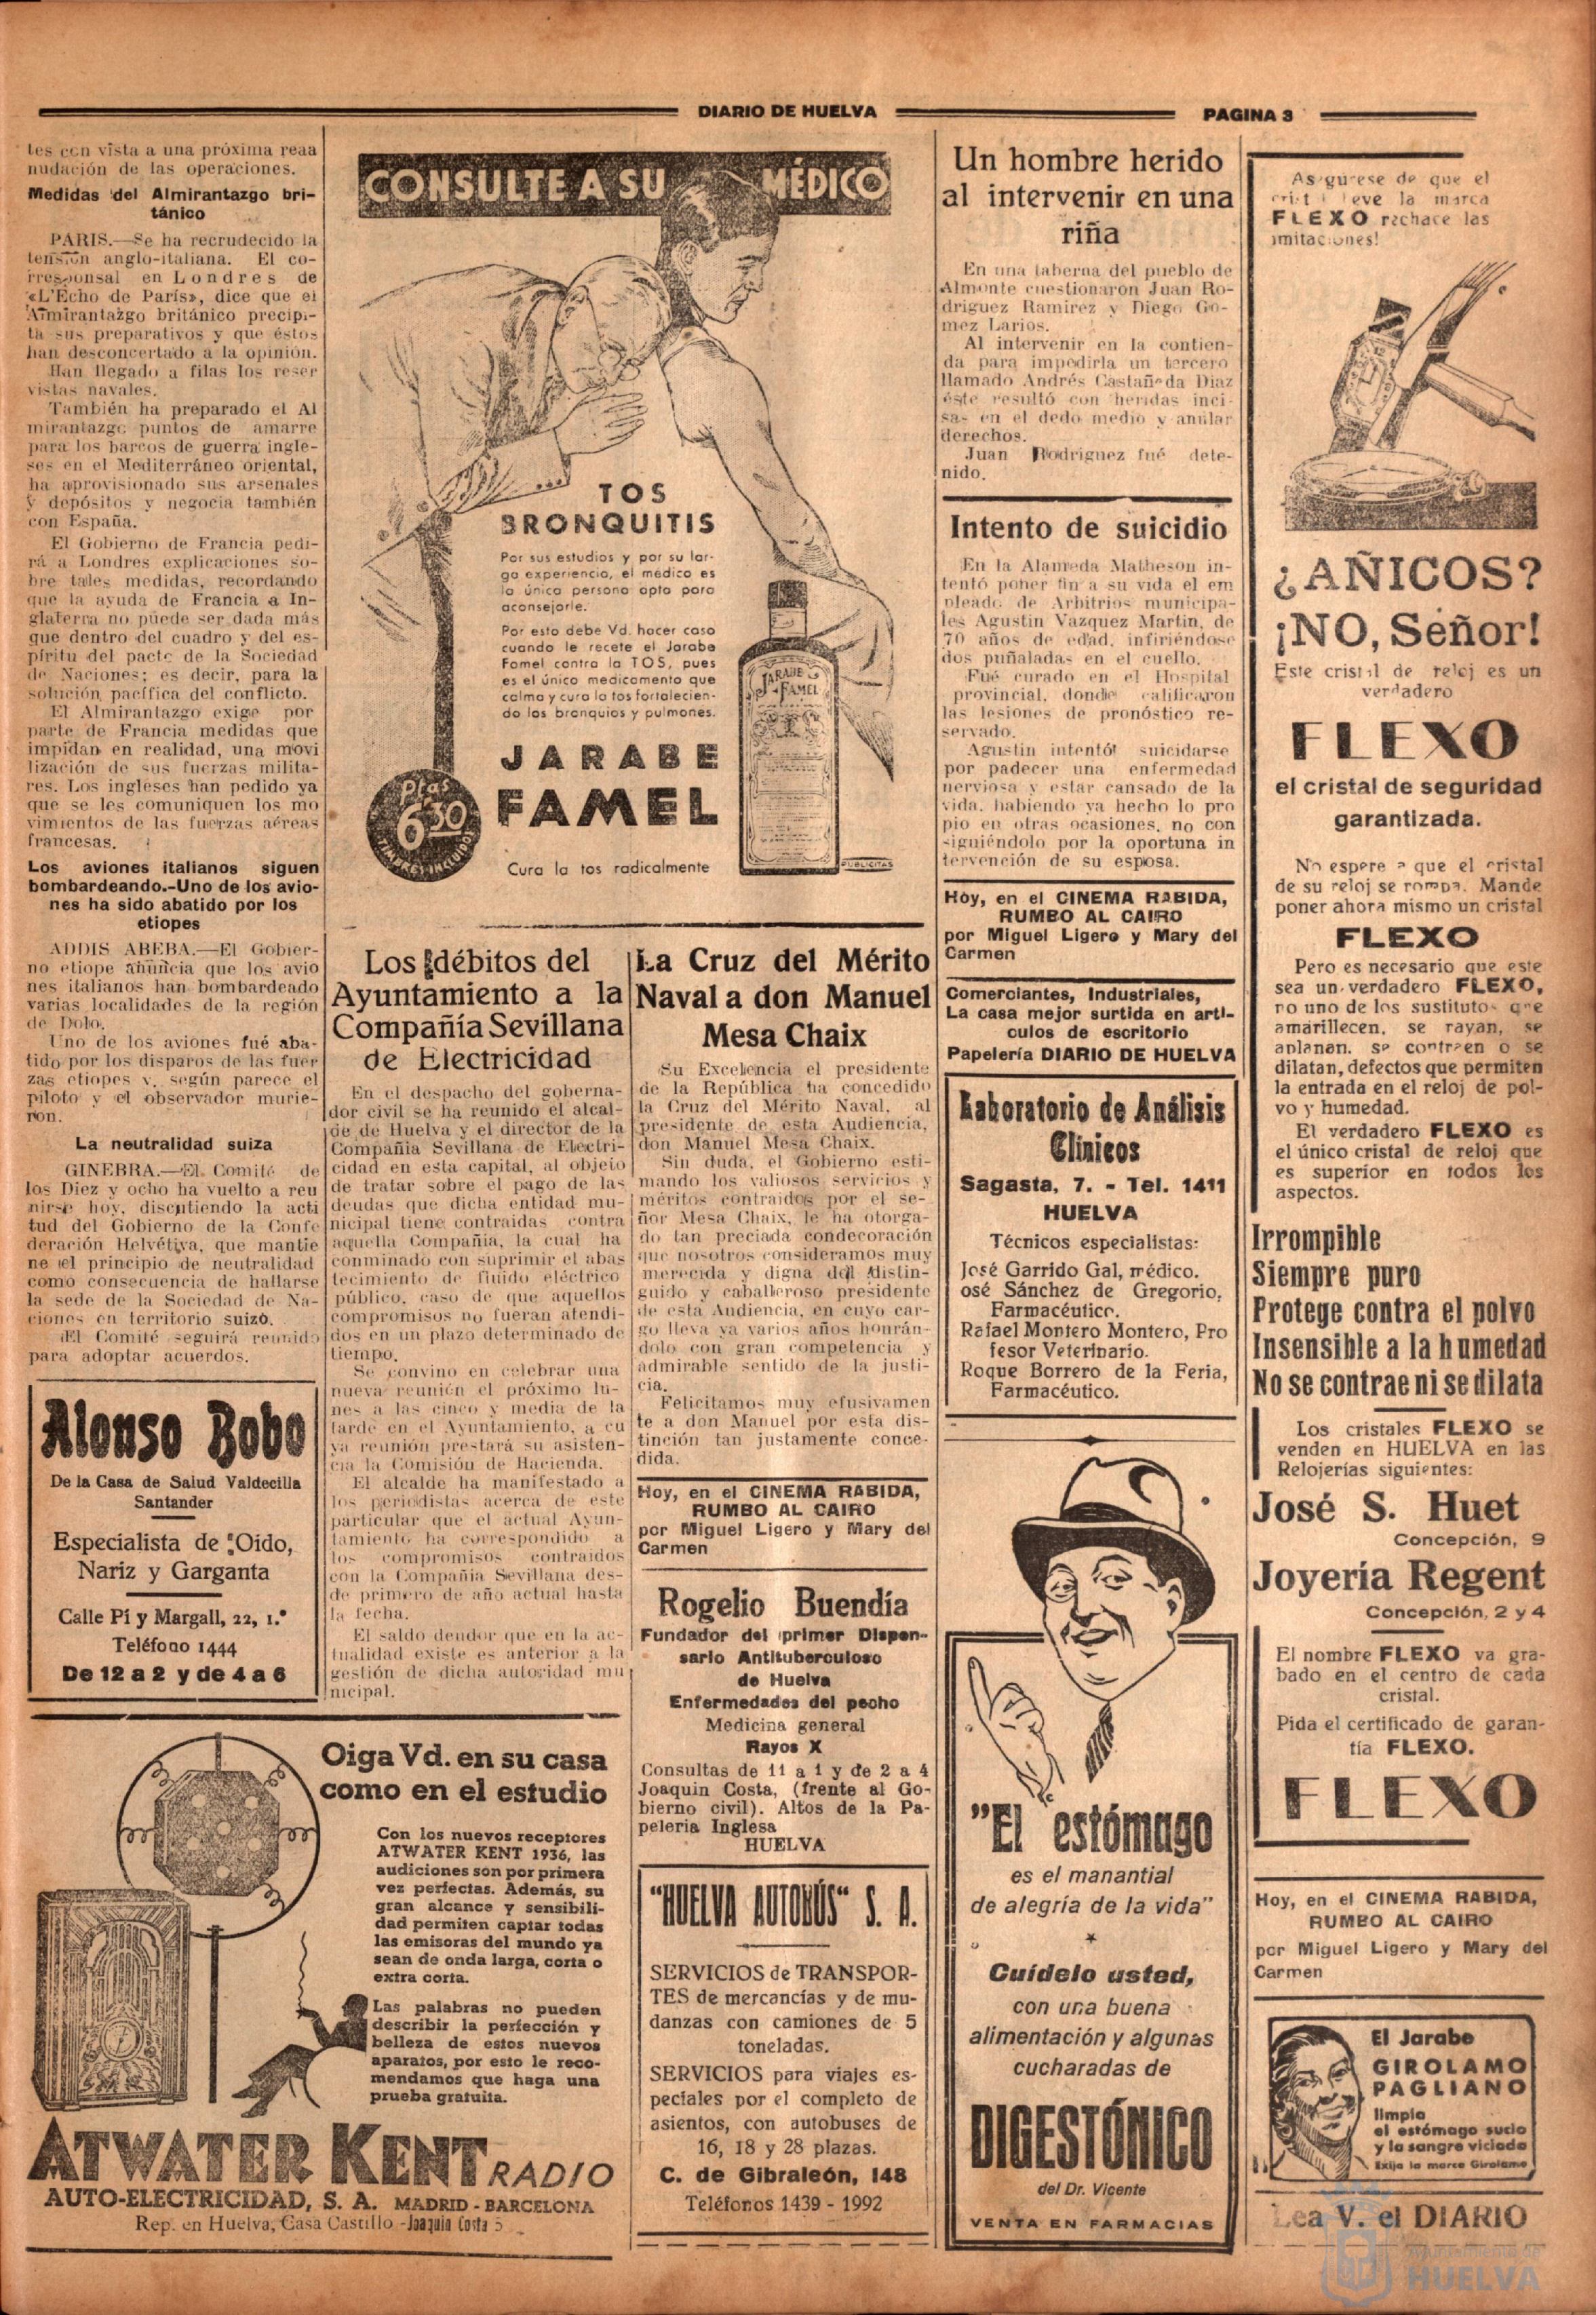 DIARIO DE HUELVA
PAGINA 3
tes con vista a una próxima reaa
nudación de las operaciones.
Medidas del Almirantazgo bri-
tánico
PARIS.—Se ha recrudecido la
tensión anglo-italiana. El co-
rresponsal en Londres de
«L'Echo de París», dice que el
Almirantazgo británico precipi-
ta sus preparativos y que éstos
han desconcertado a la opinión.
Han llegado a filas los reser
vistas navales.
También ha preparado el Al
mirantazgo puntos de amarre
para los barcos de guerra ingle-
ses en el Mediterráneo oriental,
ha aprovisionado sus arsenales
y depósitos y negocia también
con España.
El Gobierno de Francia pedi-
rá a Londres explicaciones so-
bre tales medidas, recordando
que la ayuda de Francia a In-
glaterra no puede ser dada más
que dentro del cuadro y del es-
píritu del pacto de la Sociedad
de Naciones; es decir, para la
solución pacífica del conflicto.
El Almirantazgo exige por
parte de Francia medidas que
impidan en realidad, una movi
lización de sus fuerzas milita-
res. Los ingleses han pedido ya
que se les comuniquen los mo
vimientos de las fuerzas aéreas
francesas.
Los aviones italianos siguen
bombardeando.-Uno de los avio-
nes ha sido abatido por los
etiopes
ADDIS ABEBA.—El Gobier-
no etiope anuncia que los avio
nes italianos han bombardeado
varias localidades de la región
de Dolo.
Uno de los aviones fué aba-
tido por los disparos de las fuer
zas etiopes y, según parece el
piloto y el observador murie-
ron.
La neutralidad suiza
GINEBRA.—El Comité de
los Diez y ocho ha vuelto a reu
nirse hoy, discutiendo la acti
tud del Gobierno de la Confe
deración Helvética, que mantie
ne el principio de neutralidad
como consecuencia de hallarse
la sede de la Sociedad de Na-
ciones en territorio suizo.
El Comité seguirá reunido
para adoptar acuerdos.
Alonso Bobo
De la Casa de Salud Valdecilla
Santander
Especialista de Oido,
Nariz y Garganta
Calle Pí y Margall, 22, 1.º
Teléfono 1444
De 12 a 2 y de 4 a 6
CONSULTE A SU MÉDICO
TOS
BRONQUITIS
Por sus estudios y por su lar-
ga experiencia, el médico es
la única persona apta para
aconsejarle.
Por esto debe Vd. hacer caso
cuando le recete el Jarabe
Famel contra la TOS, pues
es el único medicamento que
calma y cura la tos fortalecien-
do los bronquios y pulmones.
JARABE
FAMEL
Cura la tos radicalmente
Ptas
6'30
TIMBRES INCLUIDOS
JARABE
FAMEL
PUBLICITAS
Los débitos del
Ayuntamiento a la
Compañía Sevillana
de Electricidad
En el despacho del goberna-
dor civil se ha reunido el alcal-
de de Huelva y el director de la
Compañia Sevillana de Electri-
cidad en esta capital, al objeto
de tratar sobre el pago de las
deudas que dicha entidad mu-
nicipal tiene contraidas contra
aquella Compañia, la cual ha
conminado con suprimir el abas
tecimiento de fluido eléctrico
público, caso de que aquellos
compromisos no fueran atendi-
dos en un plazo determinado de
tiempo.
Se convino en celebrar una
nueva reunión el próximo lu-
nes a las cinco y media de la
tarde en el Ayuntamiento, a cu
ya reunión prestará su asisten-
cia la Comisión de Hacienda.
El alcalde ha manifestado a
los periodistas acerca de este
particular que el actual Ayun-
tamiento ha correspondido a
los compromisos contraidos
con la Compañia Sevillana des-
de primero de año actual hasta
la fecha.
El saldo deudor que en la ac-
tualidad existe es anterior a la
gestión de dicha autoridad mu
nicipal.
La Cruz del Mérito
Naval a don Manuel
Mesa Chaix
Su Excelencia el presidente
de la República ha concedido
la Cruz del Mérito Naval, al
presidente de esta Audiencia,
don Manuel Mesa Chaix.
Sin duda, el Gobierno esti-
mando los valiosos servicios y
méritos contraidos por el se-
ñor Mesa Chaix, le ha otorga-
do tan preciada condecoración
que nosotros consideramos muy
merecida y digna del distin-
guido y caballeroso presidente
de esta Audiencia, en cuyo car-
go lleva ya varios años honrán-
dolo con gran competencia y
admirable sentido de la justi-
cia.
Felicitamos muy efusivamen
te a don Manuel por esta dis-
tinción tan justamente conce-
dida.
Hoy, en el CINEMA RABIDA,
RUMBO AL CAIRO
por Miguel Ligero y Mary del
Carmen
Rogelio Buendía
Fundador del primer Dispen-
sario Antituberculoso
de Huelva
Enfermedades del pecho
Medicina general
Rayos X
Consultas de 11 a 1 y de 2 a 4
Joaquin Costa, (frente al Go-
bierno civil). Altos de la Pa-
peleria Inglesa
HUELVA
"HUELVA AUTOBÚS" S. A.
SERVICIOS de TRANSPOR-
TES de mercancías y de mu-
danzas con camiones de 5
toneladas.
SERVICIOS para viajes es-
peciales por el completo de
asientos, con autobuses de
16, 18 y 28 plazas.
C. de Gibraleón, 148
Teléfonos 1439 - 1992
Oiga Vd. en su casa
como en el estudio
Con los nuevos receptores
ATWATER KENT 1936, las
audiciones son por primera
vez perfectas. Además, su
gran alcance y sensibili-
dad permiten captar todas
las emisoras del mundo ya
sean de onda larga, corta o
extra corta.
Las palabras no pueden
describir la perfección y
belleza de estos nuevos
aparatos, por esto le reco-
mendamos que haga una
prueba gratuita.
ATWATER KENT RADIO
AUTO-ELECTRICIDAD, S. A. MADRID - BARCELONA
Rep. en Huelva, Casa Castillo -Joaquin Costa 5
Un hombre herido
al intervenir en una
riña
En una taberna del pueblo de
Almonte cuestionaron Juan Ro-
driguez Ramirez y Diego Go-
mez Larios.
Al intervenir en la contien-
da para impedirla un tercero
llamado Andrés Castañeda Diaz
éste resultó con heridas inci-
sas en el dedo medio y anular
derechos.
Juan Rodriguez fué dete-
nido.
Intento de suicidio
En la Alameda Matheson in-
tentó poner fin a su vida el em
pleado de Arbitrios municipa-
les Agustin Vazquez Martin, de
70 años de edad, infiriéndose
dos puñaladas en el cuello.
Fué curado en el Hospital
provincial, donde calificaron
las lesiones de pronóstico re-
servado.
Agustin intentó suicidarse
por padecer una enfermedad
nerviosa y estar cansado de la
vida, habiendo ya hecho lo pro
pio en otras ocasiones, no con
siguiéndolo por la oportuna in
tervención de su esposa.
Hoy, en el CINEMA RABIDA,
RUMBO AL CAIRO
por Miguel Ligero y Mary del
Carmen
Comerciantes, Industriales,
La casa mejor surtida en artí-
culos de escritorio
Papelería DIARIO DE HUELVA
Laboratorio de Análisis
Clínicos
Sagasta, 7. - Tel. 1411
HUELVA
Técnicos especialistas:
José Garrido Gal, médico.
osé Sánchez de Gregorio,
Farmacéutico.
Rafael Montero Montero, Pro
fesor Veterinario.
Roque Borrero de la Feria,
Farmacéutico.
"El estómago
es el manantial
de alegría de la vida"
Cuídelo usted,
con una buena
alimentación y algunas
cucharadas de
DIGESTÓNICO
del Dr. Vicente
VENTA EN FARMACIAS
Asegurese de que el
cristal leve la marca
FLEXO rechace las
imitaciones!
¿AÑICOS?
¡NO, Señor!
Este cristal de reloj es un
verdadero
FLEXO
el cristal de seguridad
garantizada.
No espere a que el cristal
de su reloj se rompa. Mande
poner ahora mismo un cristal
FLEXO
Pero es necesario que este
sea un verdadero FLEXO,
no uno de los sustitutos que
amarillecen, se rayan, se
aplanan, se contraen o se
dilatan, defectos que permiten
la entrada en el reloj de pol-
vo y humedad.
El verdadero FLEXO es
el único cristal de reloj que
es superior en todos los
aspectos.
Irrompible
Siempre puro
Protege contra el polvo
Insensible a la humedad
No se contrae ni se dilata
Los cristales FLEXO se
venden en HUELVA en las
Relojerías siguientes:
José S. Huet
Concepción, 9
Joyería Regent
Concepción, 2 y 4
El nombre FLEXO va gra-
bado en el centro de cada
cristal.
Pida el certificado de garan-
tía FLEXO.
FLEXO
Hoy, en el CINEMA RABIDA,
RUMBO AL CAIRO
por Miguel Ligero y Mary del
Carmen
El Jarabe
GIROLAMO
PAGLIANO
limpia
el estómago sucio
y la sangre viciada
Exija la marca Girolamo
Lea V. el DIARIO
Ayuntamiento de
HUELVA